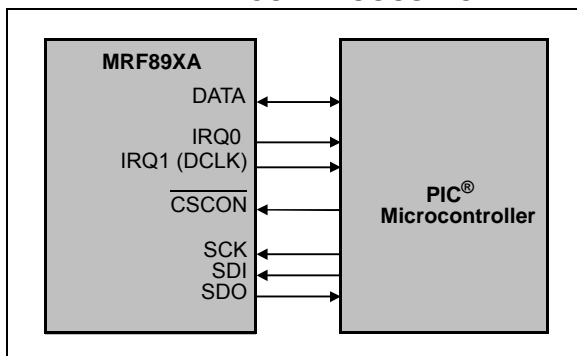 MRF89XA
DATA
IRQ0
IRQ1 (DCLK)
CSCON
SCK
SDI
SDO
PIC®
Microcontroller